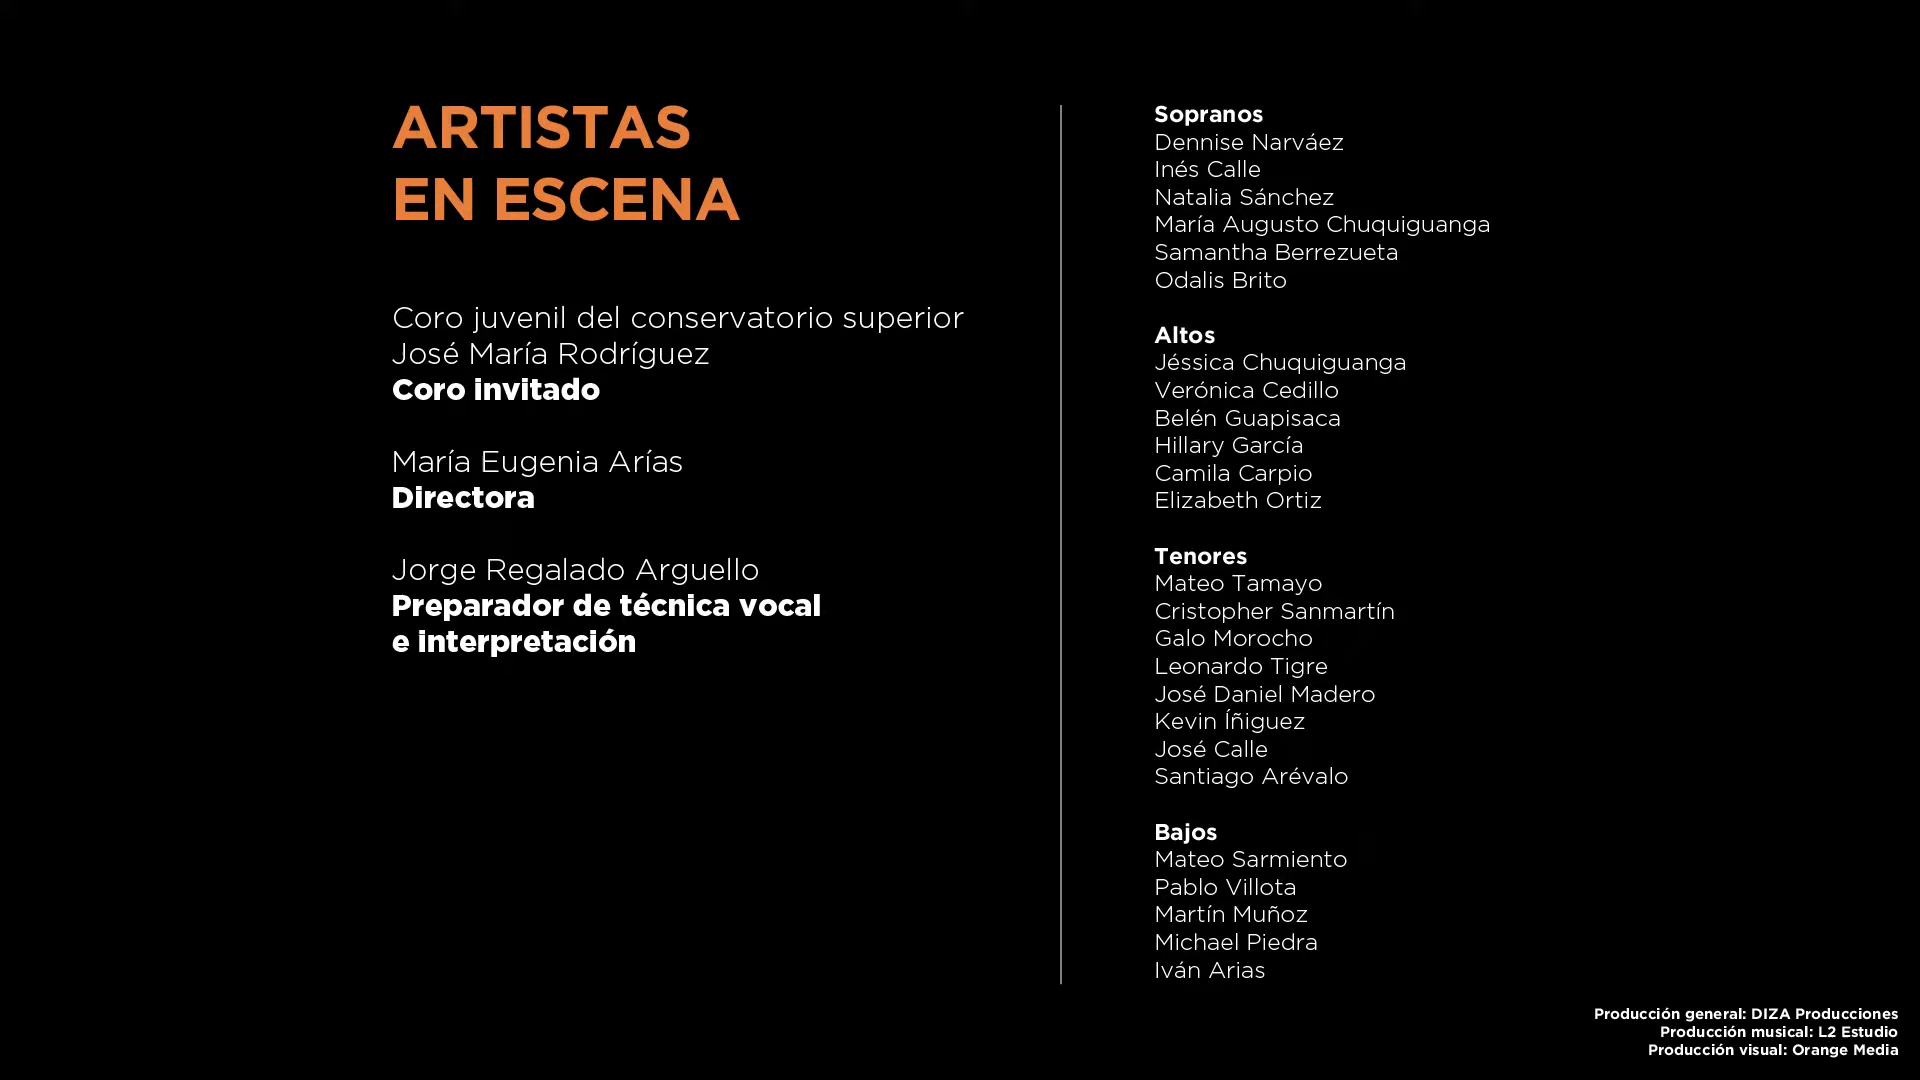 ARTISTAS
EN ESCENA
Coro juvenil del conservatorio superior
José María Rodríguez
Coro invitado
María Eugenia Arías
Directora
Jorge Regalado Arguello
Preparador de técnica vocal
e interpretación
Sopranos
Dennise Narváez
Inés Calle
Natalia Sánchez
María Augusto Chuquiguanga
Samantha Berrezueta
Odalis Brito
Altos
Jéssica Chuquiguanga
Verónica Cedillo
Belén Guapisaca
Hillary García
Camila Carpio
Elizabeth Ortiz
Tenores
Mateo Tamayo
Cristopher Sanmartín
Galo Morocho
Leonardo Tigre
José Daniel Madero
Kevin Íñiguez
José Calle
Santiago Arévalo
Bajos
Mateo Sarmiento
Pablo Villota
Martín Muñoz
Michael Piedra
Iván Arias
Producción general: DIZA Producciones
Producción musical: L2 Estudio
Producción visual: Orange Media